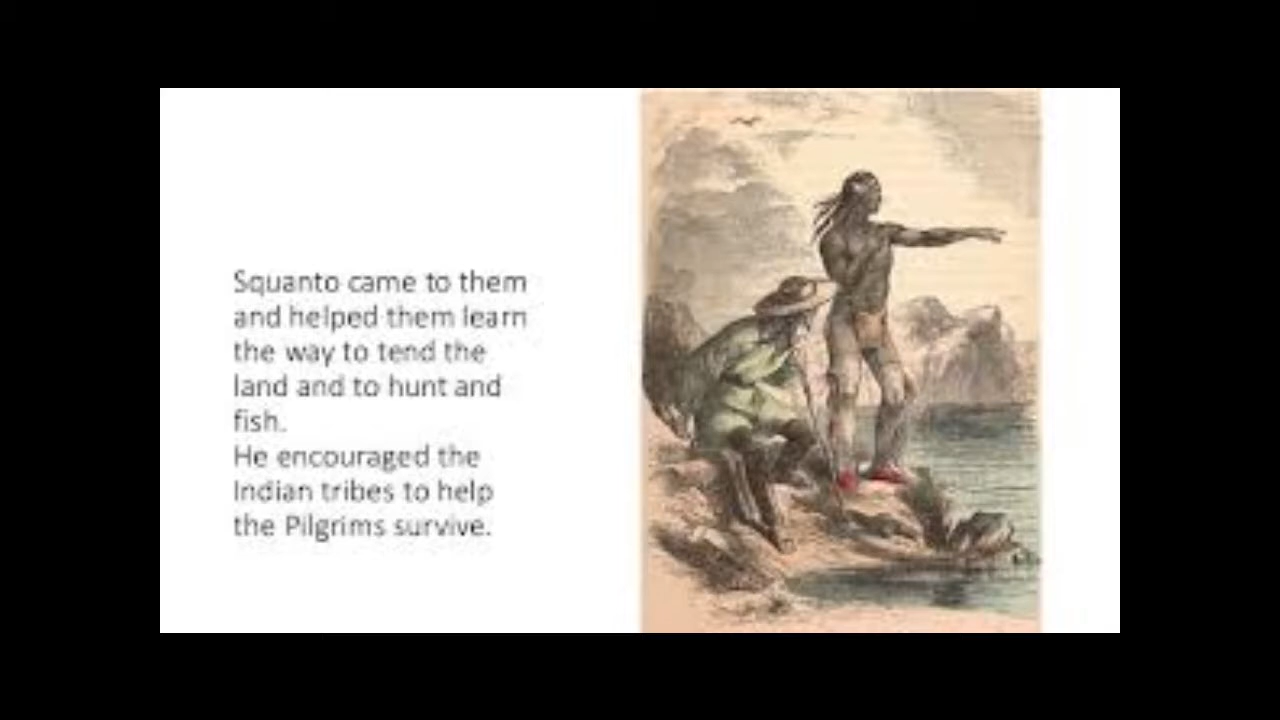 Squanto came to them
and helped them learn
the way to tend the
land and to hunt and
fish.
He encouraged the
Indian tribes to help
the Pilgrims survive.